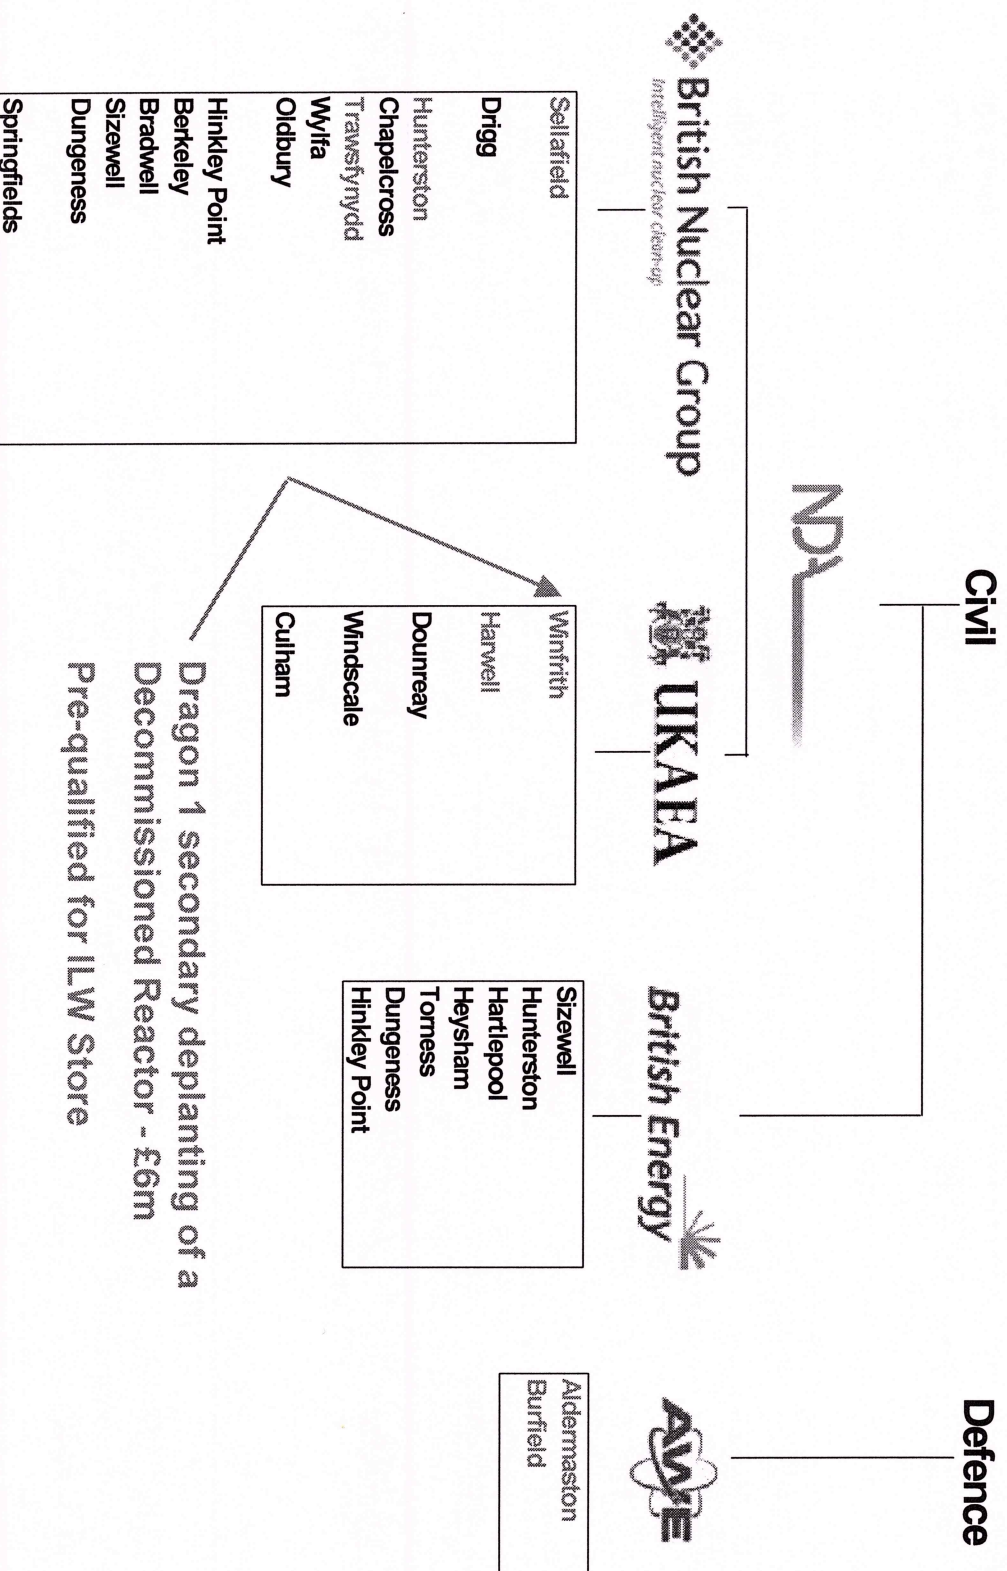 Civil
Defence
NDA
British Nuclear Group
Intelligent nuclear clean-up
UKAEA
British Energy
AWE
Sellafield
Drigg
Hunterston
Chapelcross
Trawsfynydd
Wylfa
Oldbury
Hinkley Point
Berkeley
Bradwell
Sizewell
Dungeness
Springfields
Winfrith
Harwell
Dounreay
Windscale
Culham
Sizewell
Hunterston
Hartlepool
Heysham
Torness
Dungeness
Hinkley Point
Aldermaston
Burfield
Dragon 1 secondary deplanting of a
Decommissioned Reactor - £6m
Pre-qualified for ILW Store